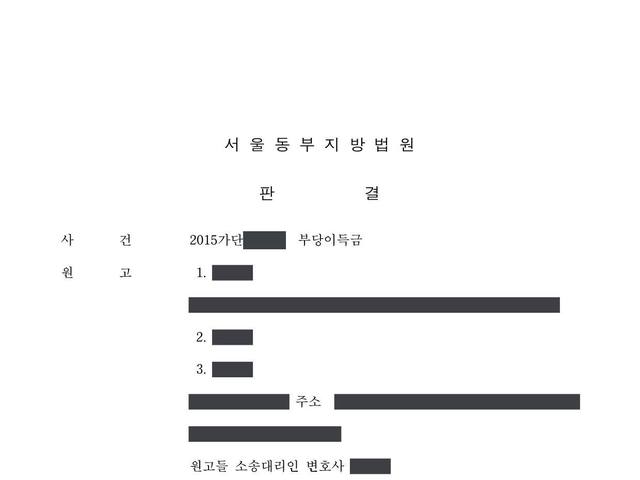 서울동부지방법원
판 결
사 건 2015가단 부당이득금
원 고 1.
2.
3.
주소
원고들 소송대리인 변호사